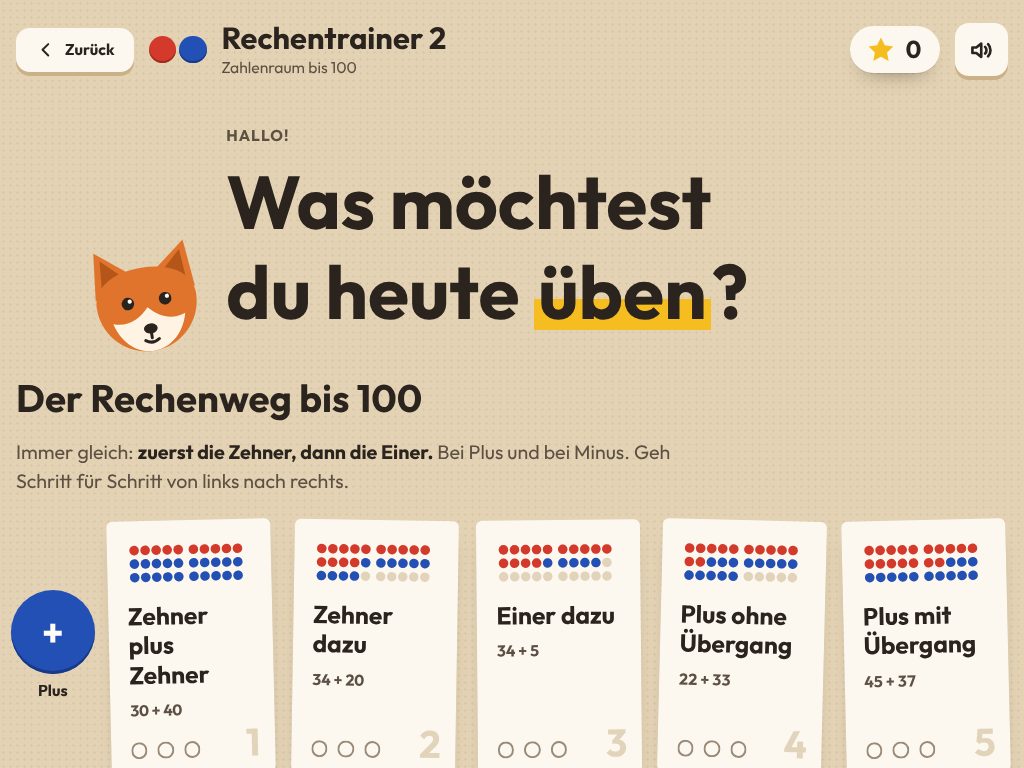 Zurück
Rechentrainer 2
Zahlenraum bis 100
0
HALLO!
Was möchtest
du heute üben?
Der Rechenweg bis 100
Immer gleich: zuerst die Zehner, dann die Einer. Bei Plus und bei Minus. Geh
Schritt für Schritt von links nach rechts.
+
Plus
Zehner
plus
Zehner
30 + 40
1
Zehner
dazu
34 + 20
2
Einer dazu
34 + 5
3
Plus ohne
Übergang
22 + 33
4
Plus mit
Übergang
45 + 37
5